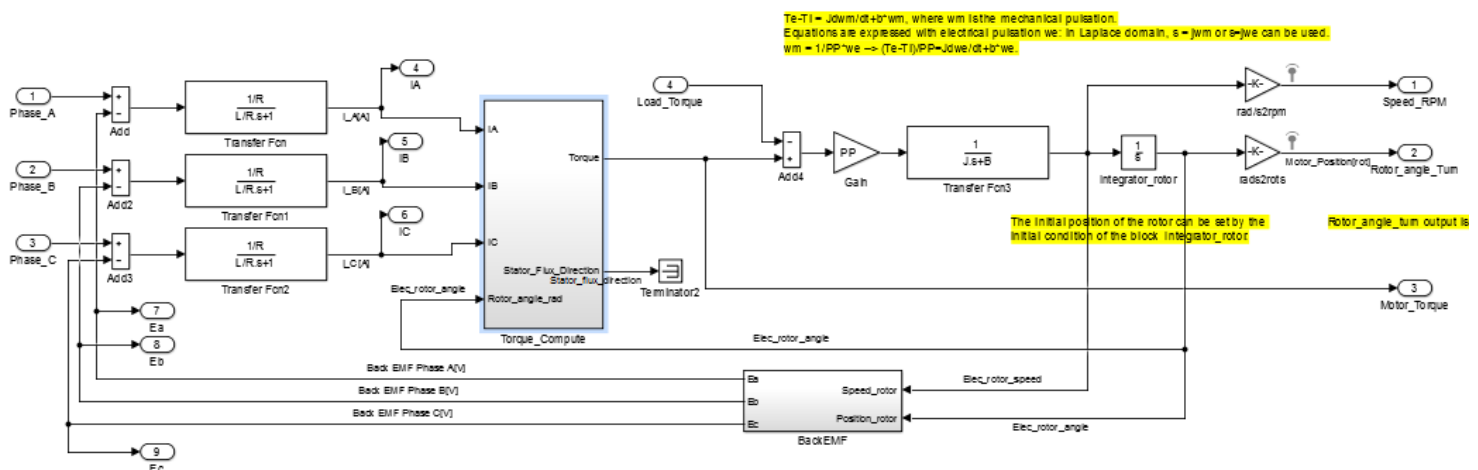 Te-Tl = Jdwm/dt+b*wm, where wm is the mechanical pulsation.
Equations are expressed with electrical pulsation we: in Laplace domain, s = jwm or s=jwe can be used.
wm = 1/PP*we --> (Te-Tl)/PP=Jdwe/dt+b*we.
1
Phase_A
+
-
Add
1/R
L/R.s+1
Transfer Fcn
I_A[A]
4
IA
2
Phase_B
+
-
Add2
1/R
L/R.s+1
Transfer Fcn1
I_B[A]
5
IB
3
Phase_C
+
-
Add3
1/R
L/R.s+1
Transfer Fcn2
I_C[A]
6
IC
IA
IB
IC
Rotor_angle_rad
Torque
Stator_Flux_Direction
Torque_Compute
Stator_flux_direction
Terminator2
Elec_rotor_angle
4
Load_Torque
-
+
Add4
PP
Gain
1
J.s+B
Transfer Fcn3
1
s
Integrator_rotor
-K-
rad/s2rpm
1
Speed_RPM
-K-
rads2rots
Motor_Position[rot]
2
Rotor_angle_Turn
The initial position of the rotor can be set by the
initial condition of the block integrator_rotor
Rotor_angle_turn output is
3
Motor_Torque
7
Ea
8
Eb
9
Ec
Elec_rotor_angle
Back EMF Phase A[V]
Back EMF Phase B[V]
Back EMF Phase C[V]
Ea
Eb
Ec
Speed_rotor
Position_rotor
BackEMF
Elec_rotor_speed
Elec_rotor_angle